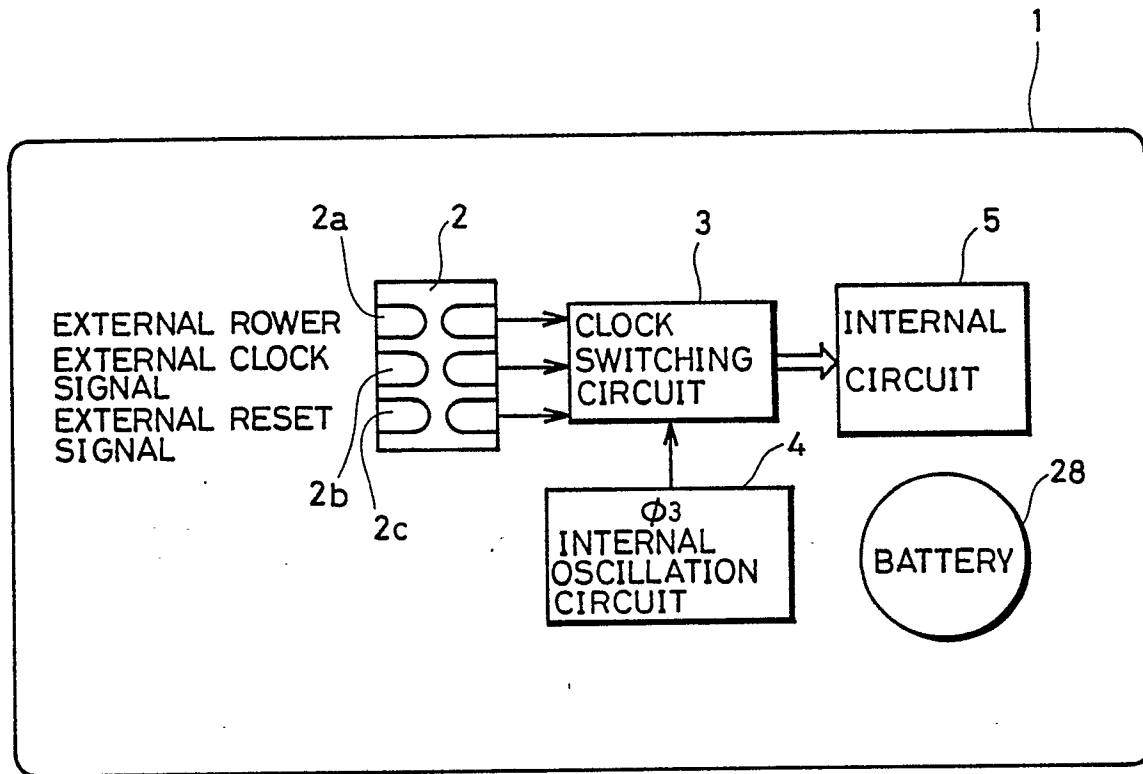 1
2a
2
3
5
EXTERNAL ROWER
EXTERNAL CLOCK
SIGNAL
EXTERNAL RESET
SIGNAL
2b
2c
CLOCK
SWITCHING
CIRCUIT
INTERNAL
CIRCUIT
4
φ3
INTERNAL
OSCILLATION
CIRCUIT
28
BATTERY